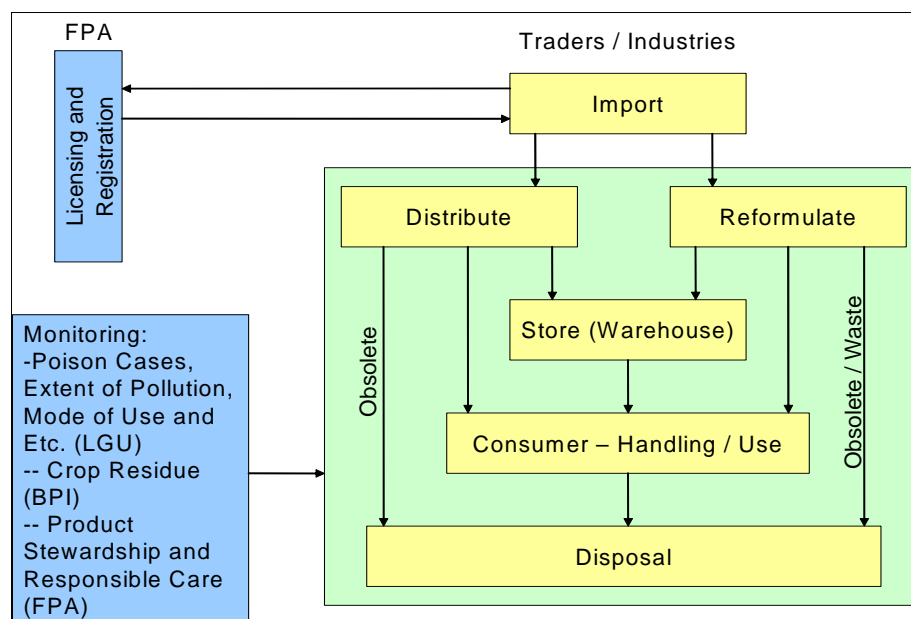 FPA
Traders / Industries
Licensing and
Registration
Import
Distribute
Reformulate
Store (Warehouse)
Obsolete
Obsolete / Waste
Consumer – Handling / Use
Disposal
Monitoring:
-Poison Cases,
Extent of Pollution,
Mode of Use and
Etc. (LGU)
-- Crop Residue
(BPI)
-- Product
Stewardship and
Responsible Care
(FPA)